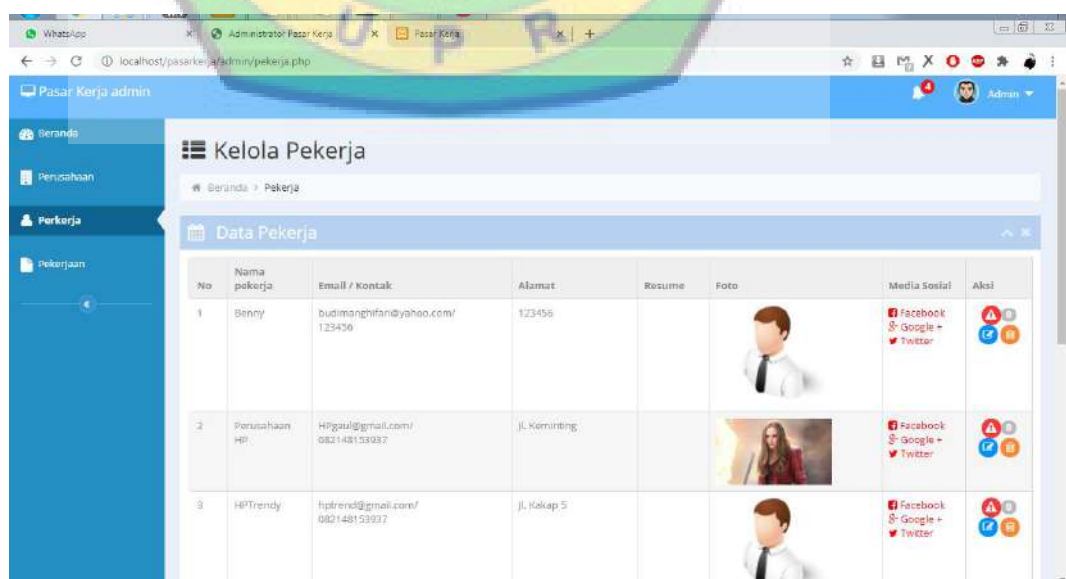 WhatsApp
Administrator Pasar Kerja
Pasar Kerja
U P R
localhost/pasarkerja/admin/pekerja.php
Pasar Kerja admin
4
Admin
Beranda
Perusahaan
Perkerja
Pekerjaan
Kelola Pekerja
Beranda > Pekerja
Data Pekerja
No Nama pekerja Email / Kontak Alamat Resume Foto Media Sosial Aksi
1 Benny budimanghifari@yahoo.com/ 123456 123456 Facebook
Google +
Twitter
2 Perusahaan HP HPgaul@gmail.com/ 082148153937 JL Keminting Facebook
Google +
Twitter
3 HPTrendy hptrend@gmail.com/ 082148153937 JL Kakap 5 Facebook
Google +
Twitter